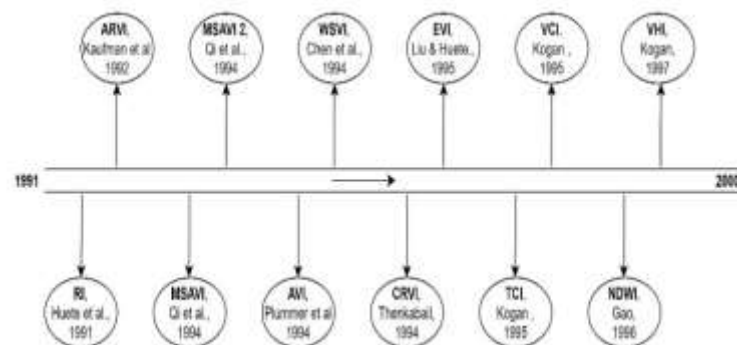 ARVI,
Kaufman et al
1992
MSAVI 2,
Qi et al.,
1994
WSVI,
Chen et al.,
1994
EVI,
Liu & Huete,
1995
VCI,
Kogan ,
1995
VHI,
Kogan,
1997
1991
2000
RI,
Huete et al.,
1991
MSAVI,
Qi et al.,
1994
AVI,
Plummer et al
1994
CRVI,
Thenkabail,
1994
TCI,
Kogan ,
1995
NDWI,
Gao,
1996